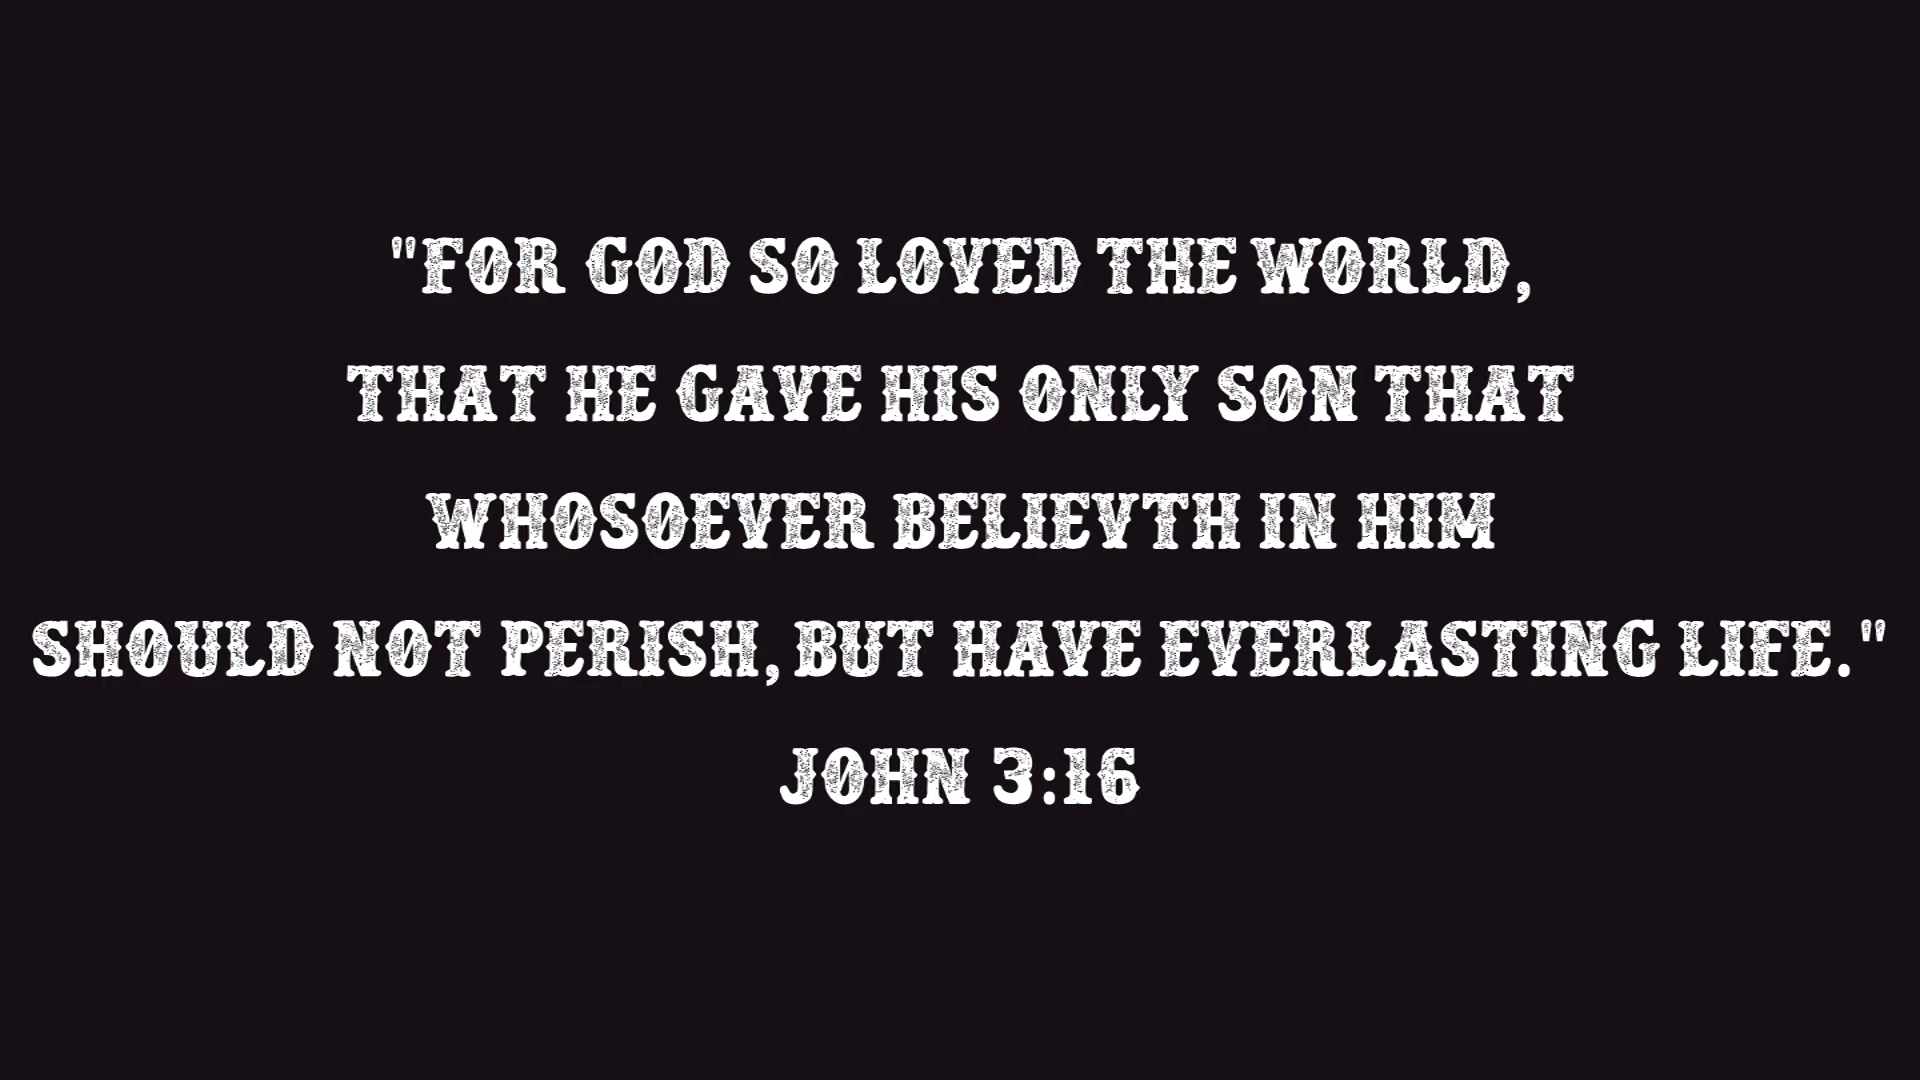 "FOR GOD SO LOVED THE WORLD,
THAT HE GAVE HIS ONLY SON THAT
WHOSOEVER BELIEVTH IN HIM
SHOULD NOT PERISH, BUT HAVE EVERLASTING LIFE."
JOHN 3:16